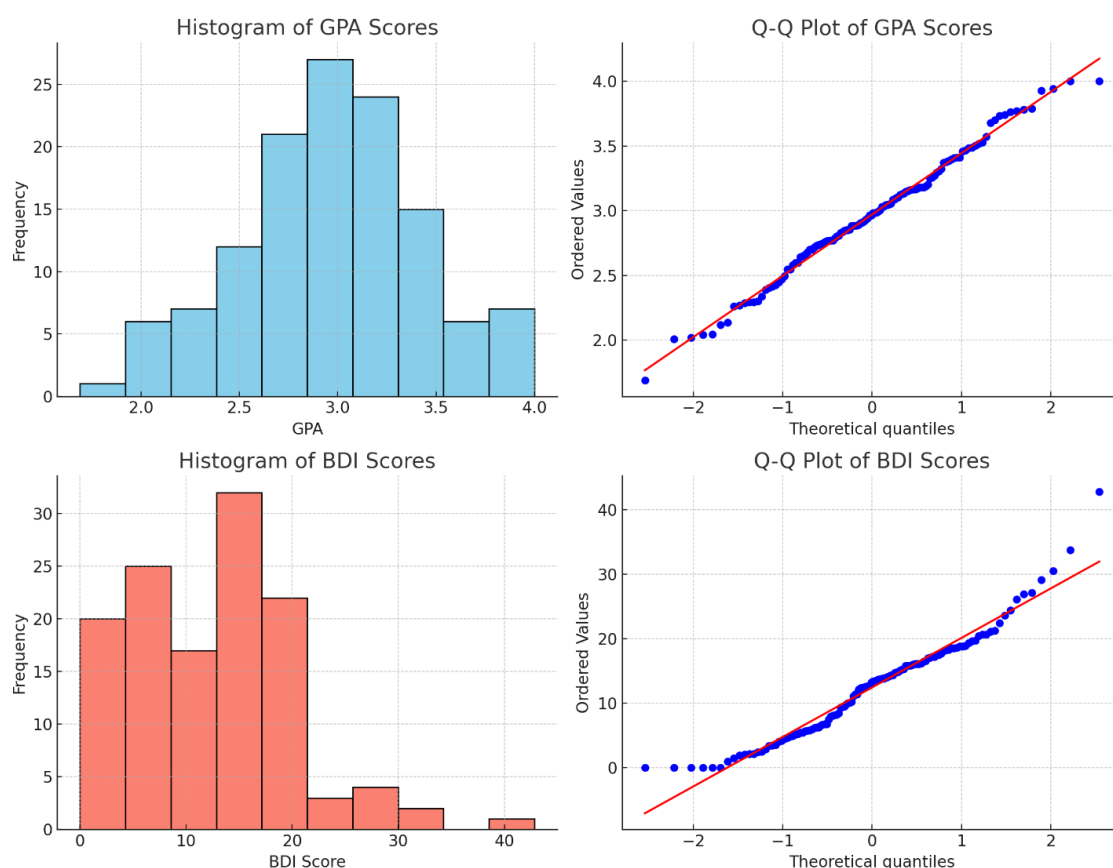 Histogram of GPA Scores
Frequency
25
20
15
10
5
0
2.0 2.5 3.0 3.5 4.0
GPA
Q-Q Plot of GPA Scores
Ordered Values
4.0
3.5
3.0
2.5
2.0
−2 −1 0 1 2
Theoretical quantiles
Histogram of BDI Scores
Frequency
30
25
20
15
10
5
0
0 10 20 30 40
BDI Score
Q-Q Plot of BDI Scores
Ordered Values
40
30
20
10
0
−2 −1 0 1 2
Theoretical quantiles